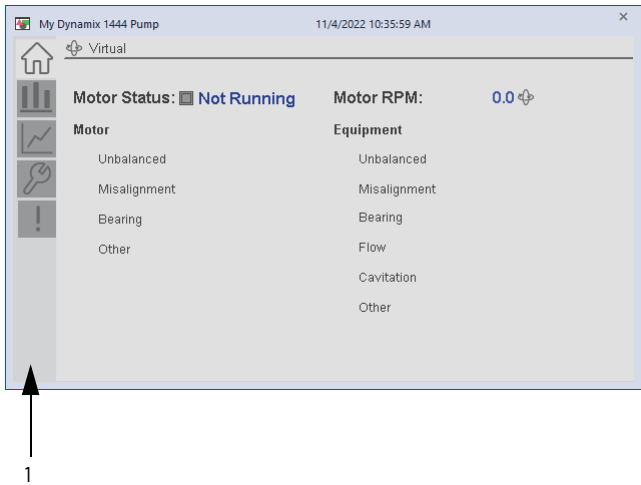 My Dynamix 1444 Pump 11/4/2022 10:35:59 AM
Virtual
Motor Status: Not Running Motor RPM: 0.0
Motor Equipment
Unbalanced Unbalanced
Misalignment Misalignment
Bearing Bearing
Other Flow
Cavitation
Other
1